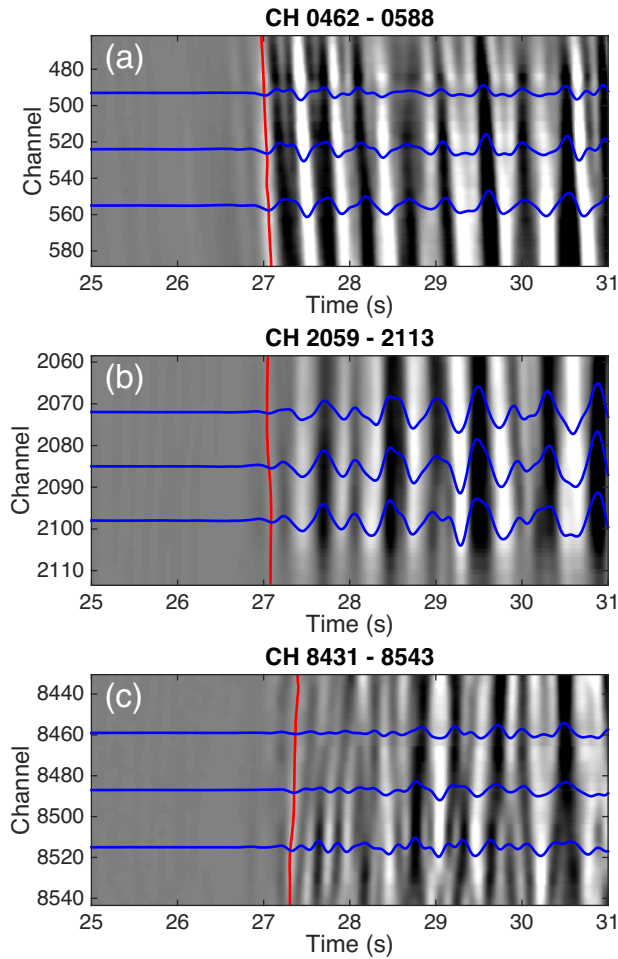 CH 0462 - 0588
(a)
Channel
480
500
520
540
560
580
25 26 27 28 29 30 31
Time (s)
CH 2059 - 2113
(b)
Channel
2060
2070
2080
2090
2100
2110
25 26 27 28 29 30 31
Time (s)
CH 8431 - 8543
(c)
Channel
8440
8460
8480
8500
8520
8540
25 26 27 28 29 30 31
Time (s)